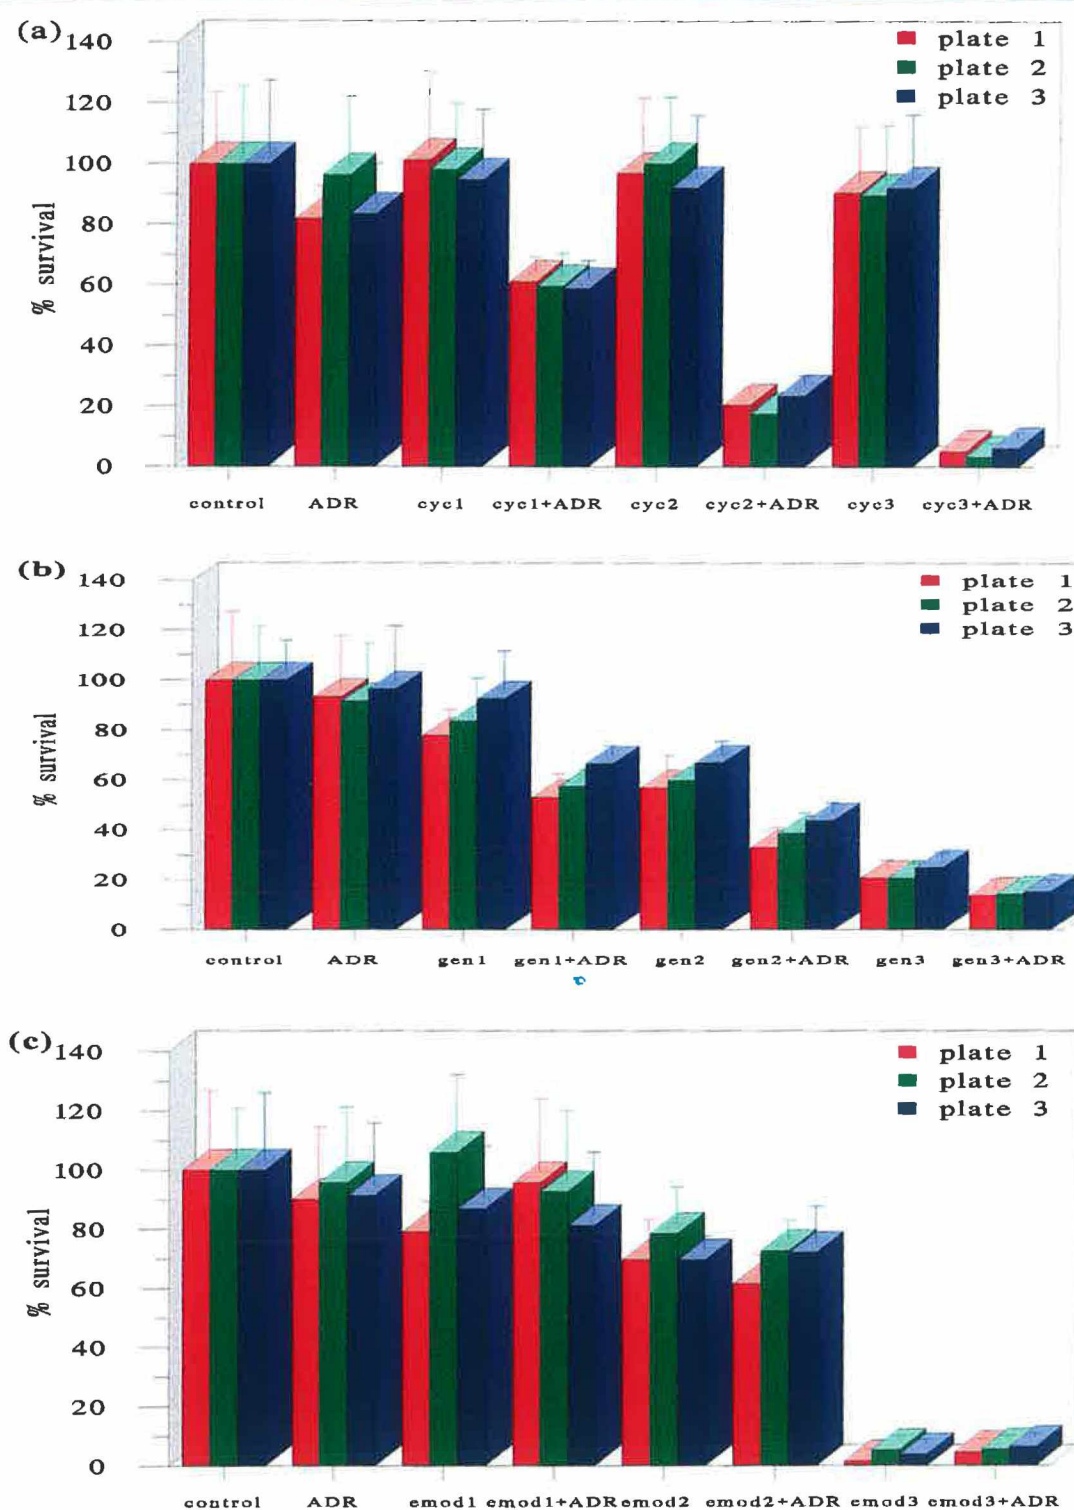 (a)
140
120
100
80
60
40
20
0
% survival
plate 1
plate 2
plate 3
control ADR cyc1 cyc1+ADR cyc2 cyc2+ADR cyc3 cyc3+ADR
(b)
140
120
100
80
60
40
20
0
% survival
plate 1
plate 2
plate 3
control ADR gen1 gen1+ADR gen2 gen2+ADR gen3 gen3+ADR
(c)
140
120
100
80
60
40
20
0
% survival
plate 1
plate 2
plate 3
control ADR emod1 emod1+ADR emod2 emod2+ADR emod3 emod3+ADR